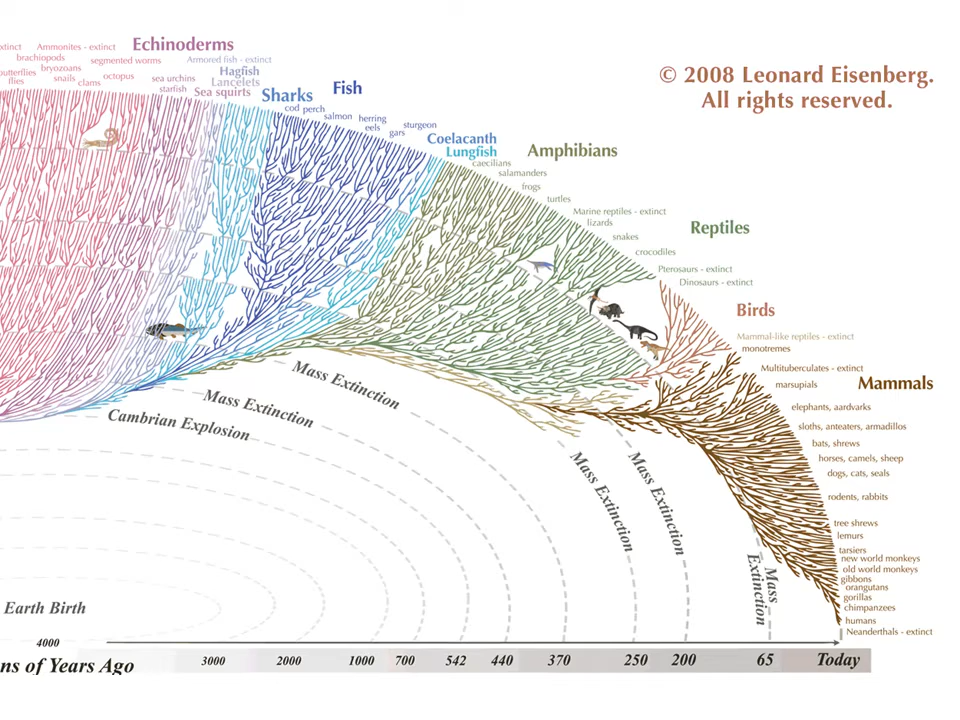 xtinct
Ammonites - extinct
Echinoderms
brachiopods
segmented worms
Armored fish - extinct
outterflies
bryozoans
octopus
Hagfish
flies
snails
clams
sea urchins
Lancelets
starfish
Sea squirts
Sharks
Fish
cod
perch
salmon
herring
eels
gars
sturgeon
Coelacanth
Lungfish
Amphibians
caecilians
salamanders
frogs
turtles
Marine reptiles - extinct
lizards
snakes
Reptiles
crocodiles
Pterosaurs - extinct
Dinosaurs - extinct
Birds
Mammal-like reptiles - extinct
monotremes
Multituberculates - extinct
marsupials
Mammals
elephants, aardvarks
sloths, anteaters, armadillos
bats, shrews
horses, camels, sheep
dogs, cats, seals
rodents, rabbits
tree shrews
lemurs
tarsiers
new world monkeys
old world monkeys
gibbons
orangutans
gorillas
chimpanzees
humans
Neanderthals - extinct
© 2008 Leonard Eisenberg.
All rights reserved.
Mass Extinction
Mass Extinction
Cambrian Explosion
Mass Extinction
Mass Extinction
Mass
Extinction
Earth Birth
4000
ns of Years Ago
3000 2000 1000 700 542 440 370 250 200 65 Today